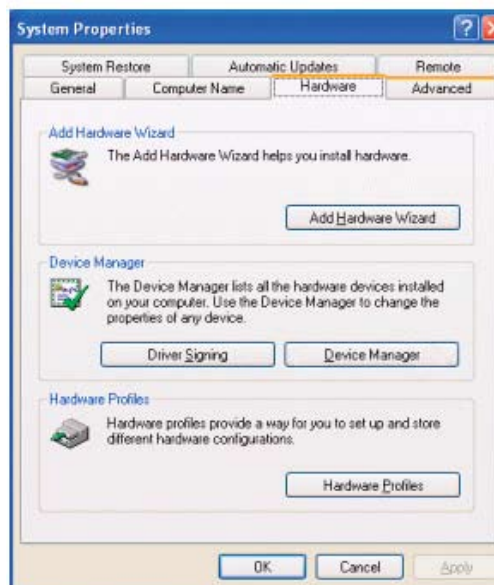 System Properties
System Restore Automatic Updates Remote
General Computer Name Hardware Advanced
Add Hardware Wizard
The Add Hardware Wizard helps you install hardware.
Add Hardware Wizard
Device Manager
The Device Manager lists all the hardware devices installed
on your computer. Use the Device Manager to change the
properties of any device.
Driver Signing Device Manager
Hardware Profiles
Hardware profiles provide a way for you to set up and store
different hardware configurations.
Hardware Profiles
OK Cancel Apply